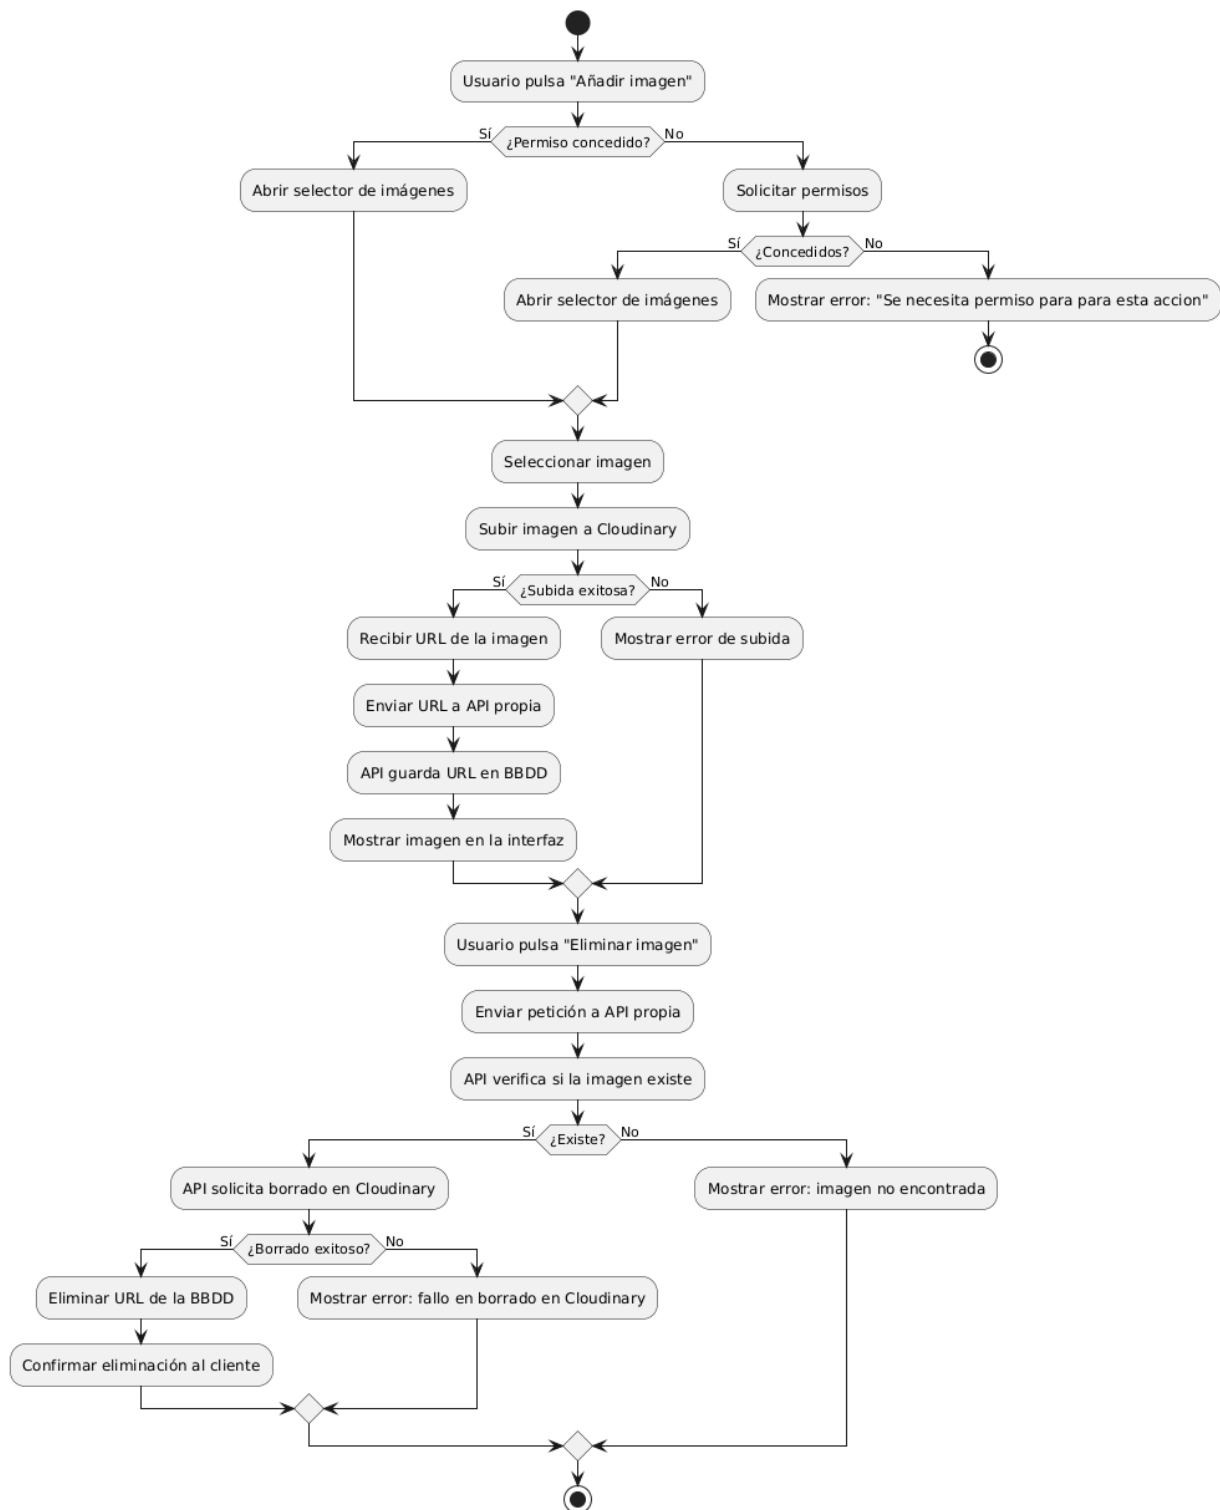 Usuario pulsa "Añadir imagen"
Sí
¿Permiso concedido?
No
Abrir selector de imágenes
Solicitar permisos
Sí
¿Concedidos?
No
Abrir selector de imágenes
Mostrar error: "Se necesita permiso para para esta accion"
Seleccionar imagen
Subir imagen a Cloudinary
Sí
¿Subida exitosa?
No
Recibir URL de la imagen
Mostrar error de subida
Enviar URL a API propia
API guarda URL en BBDD
Mostrar imagen en la interfaz
Usuario pulsa "Eliminar imagen"
Enviar petición a API propia
API verifica si la imagen existe
Sí
¿Existe?
No
API solicita borrado en Cloudinary
Mostrar error: imagen no encontrada
Sí
¿Borrado exitoso?
No
Eliminar URL de la BBDD
Mostrar error: fallo en borrado en Cloudinary
Confirmar eliminación al cliente